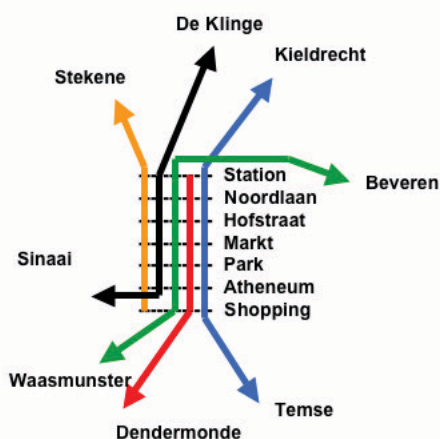 De Klinge
Kieldrecht
Stekene
Station
Beveren
Noordlaan
Hofstraat
Markt
Sinaai
Park
Atheneum
Shopping
Waasmunster
Temse
Dendermonde